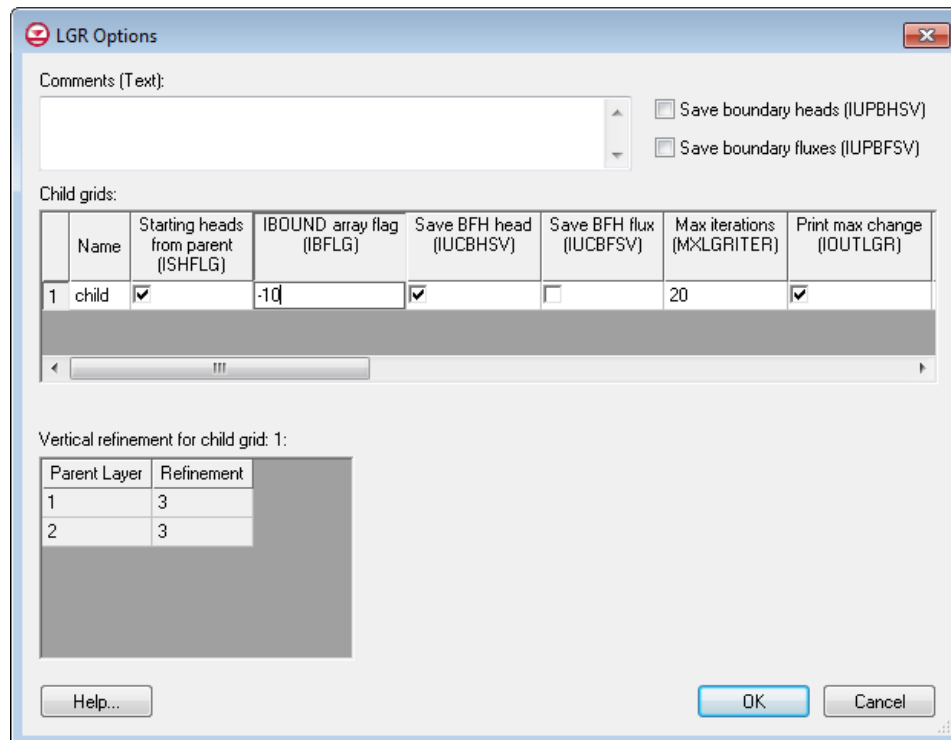 LGR Options
Comments (Text):
Save boundary heads (IUPBHSV)
Save boundary fluxes (IUPBFSV)
Child grids:
Name
Starting heads
from parent
(ISHFLG)
IBOUND array flag
(IBFLG)
Save BFH head
(IUCBHSV)
Save BFH flux
(IUCBFSV)
Max iterations
(MXLGRITER)
Print max change
(IOUTLGR)
1 child -10 20
Vertical refinement for child grid: 1:
Parent Layer Refinement
1 3
2 3
Help... OK Cancel